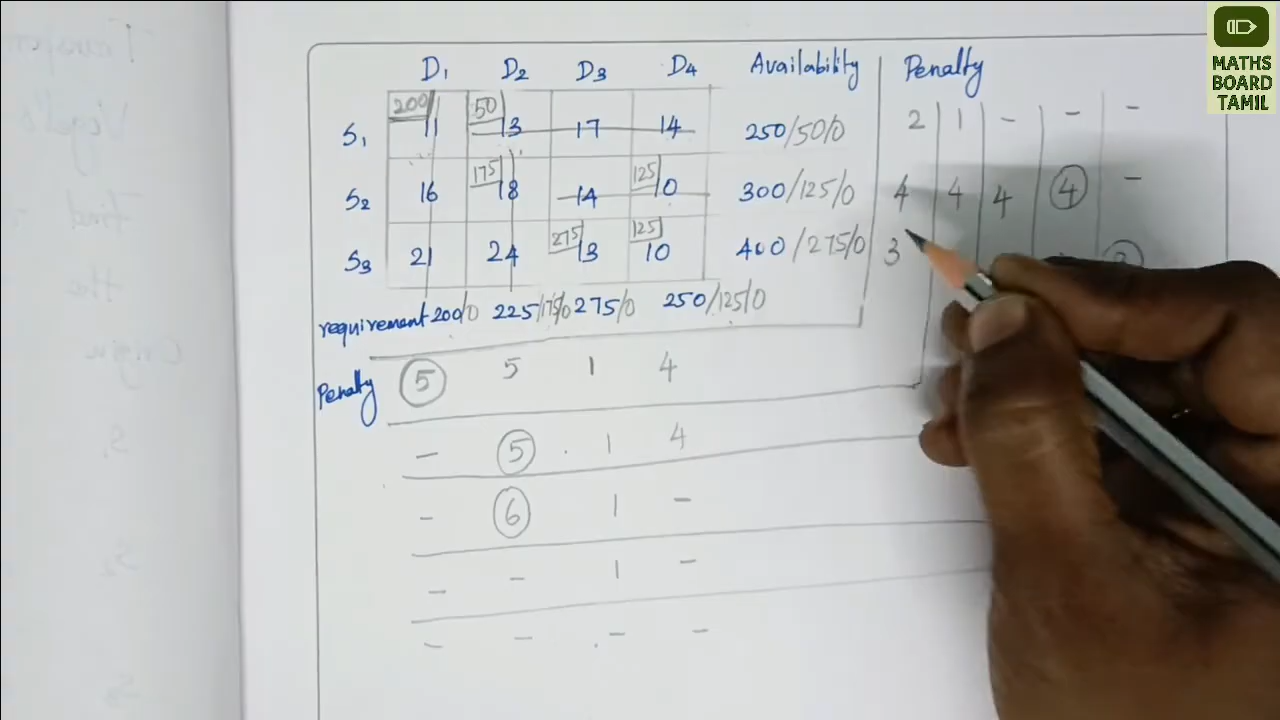 D1 D2 D3 D4 Availability Penalty
200 50
S1 11 13 17 14 250/50/0 2 1 - - -
175 125
S2 16 18 14 10 300/125/0 4 4 4 4 -
275 125
S3 21 24 13 10 400/275/0 3
requirement 200/0 225/175/0 275/0 250/125/0
Penalty 5 5 1 4
- 5 1 4
- 6 1 -
- - 1 -
- - - -
MATHS
BOARD
TAMIL